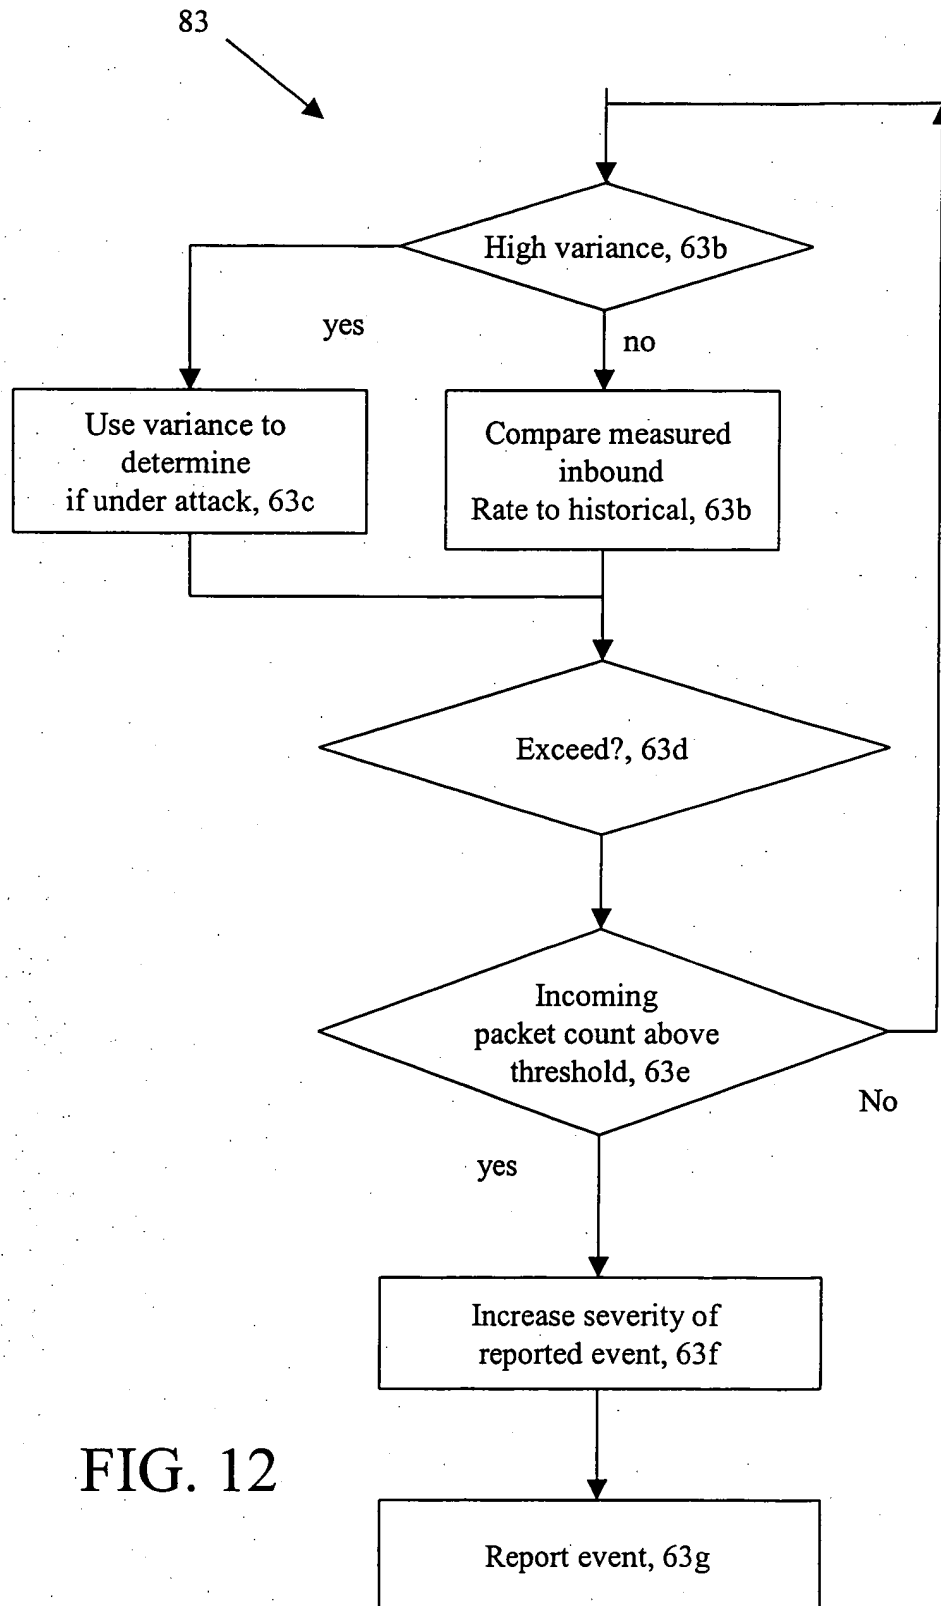 83
High variance, 63b
yes
no
Use variance to
determine
if under attack, 63c
Compare measured
inbound
Rate to historical, 63b
Exceed?, 63d
Incoming
packet count above
threshold, 63e
No
yes
Increase severity of
reported event, 63f
FIG. 12
Report event, 63g